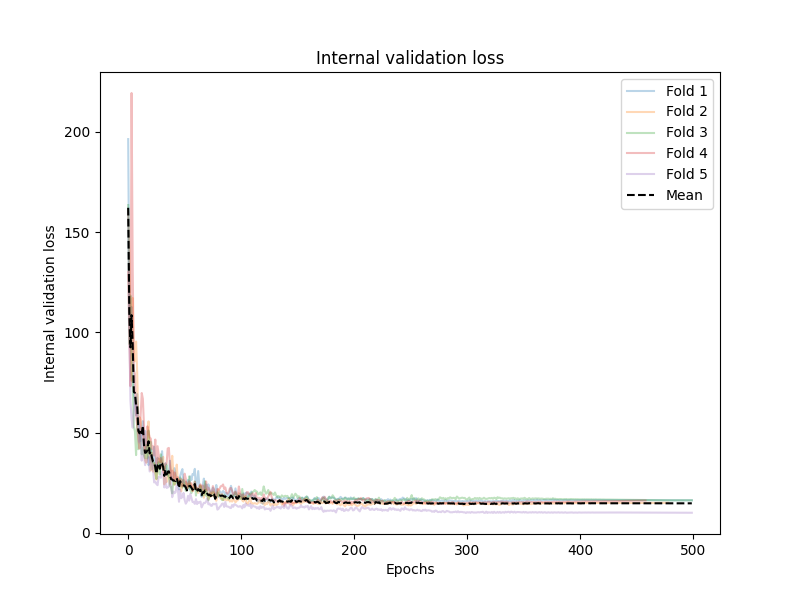 Internal validation loss
Fold 1
Fold 2
Fold 3
Fold 4
Fold 5
Mean
200
150
100
50
0
Internal validation loss
0 100 200 300 400 500
Epochs